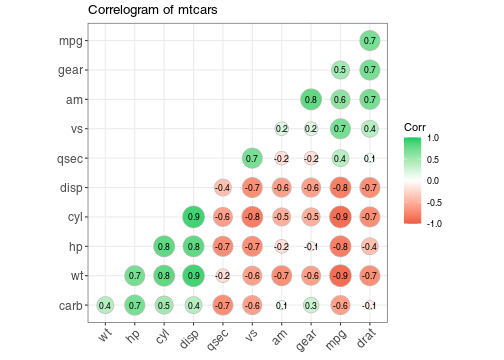 Correlogram of mtcars
mpg 0.7
gear 0.5 0.7
am 0.8 0.6 0.7
vs 0.2 0.2 0.7 0.4
qsec 0.7 -0.2 -0.2 0.4 0.1
disp -0.4 -0.7 -0.6 -0.6 -0.8 -0.7
cyl 0.9 -0.6 -0.8 -0.5 -0.5 -0.9 -0.7
hp 0.8 0.8 -0.7 -0.7 -0.2 -0.1 -0.8 -0.4
wt 0.7 0.8 0.9 -0.2 -0.6 -0.7 -0.6 -0.9 -0.7
carb 0.4 0.7 0.5 0.4 -0.7 -0.6 0.1 0.3 -0.6 -0.1
wt hp cyl disp qsec vs am gear mpg drat
Corr
1.0
0.5
0.0
-0.5
-1.0